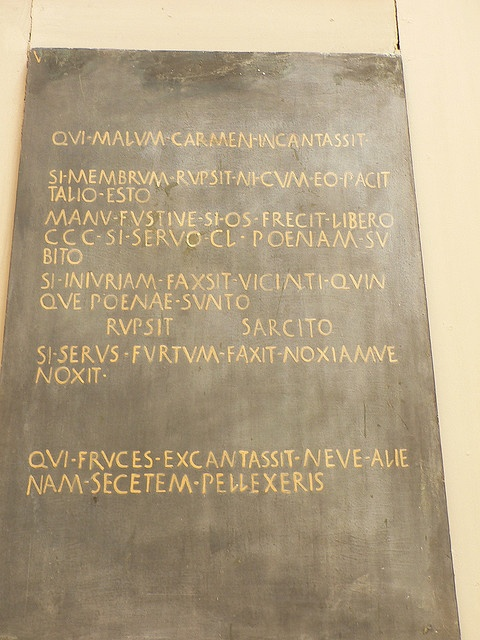 V
QVI·MALVM·CARMEN·INCANTASSIT·
SI·MEMBRVM·RVPSIT·NI·CVM·EO·PACIT
TALIO·ESTO
MANV·FVSTIVE·SI·OS·FREGIT·LIBERO
CCC·SI·SERVO·CL·POENAM·SV
BITO
SI·INIVRIAM·FAXSIT·VICINTI·QVIN
QVE POENAE·SVNTO
RVPSIT SARCITO
SI·SERVS·FVRTVM·FAXIT·NOXIAMVE
NOXIT·
QVI·FRVCES·EXCANTASSIT·NEVE·ALIE
NAM·SECETEM·PELLEXERIS